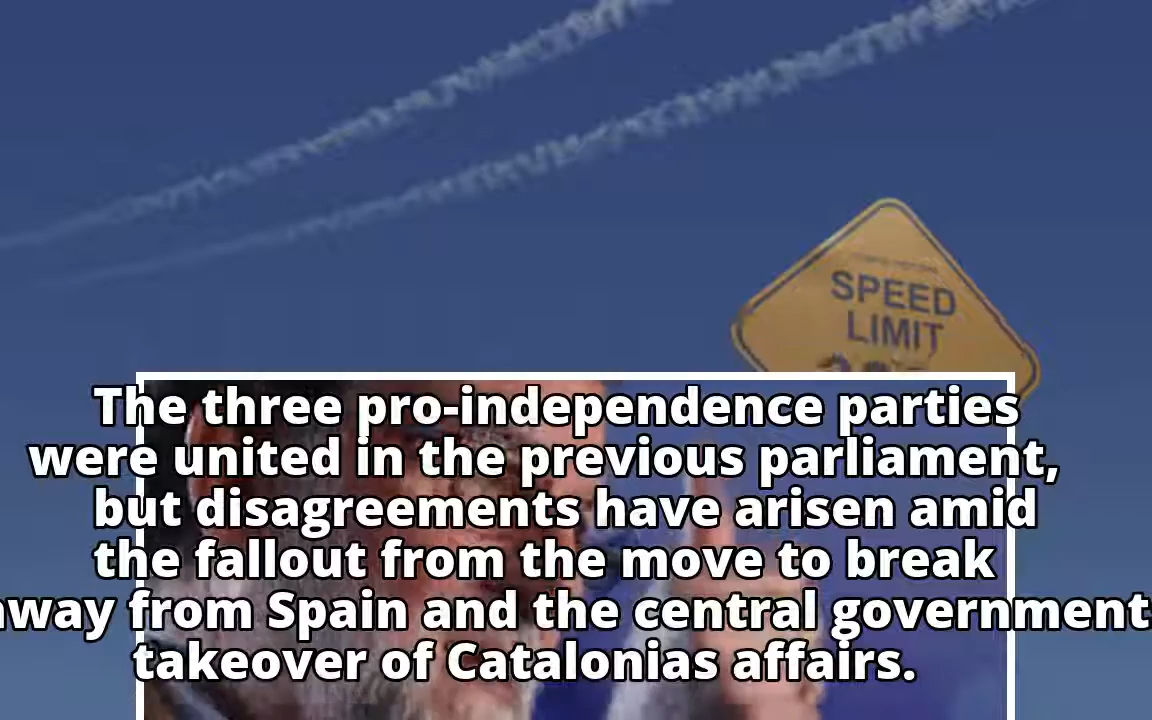 SPEED
LIMIT
The three pro-independence parties
were united in the previous parliament,
but disagreements have arisen amid
the fallout from the move to break
away from Spain and the central government
takeover of Catalonias affairs.